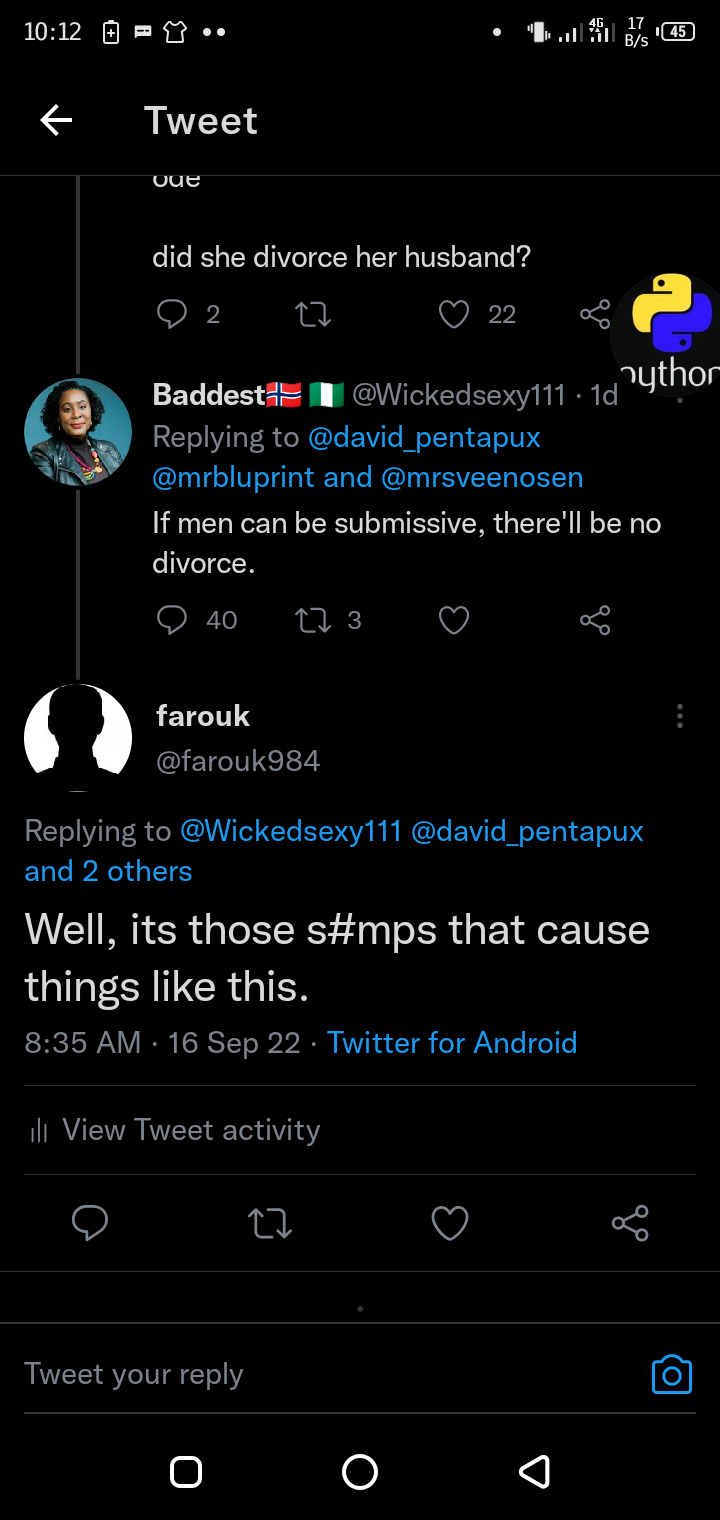 10:12
4G
17
B/s
45
Tweet
ode
did she divorce her husband?
2
22
python
Baddest🇳🇴🇳🇬 @Wickedsexy111 · 1d
Replying to @david_pentapux
@mrbluprint and @mrsveenosen
If men can be submissive, there'll be no
divorce.
40
3
farouk
@farouk984
Replying to @Wickedsexy111 @david_pentapux
and 2 others
Well, its those s#mps that cause
things like this.
8:35 AM · 16 Sep 22 · Twitter for Android
View Tweet activity
Tweet your reply